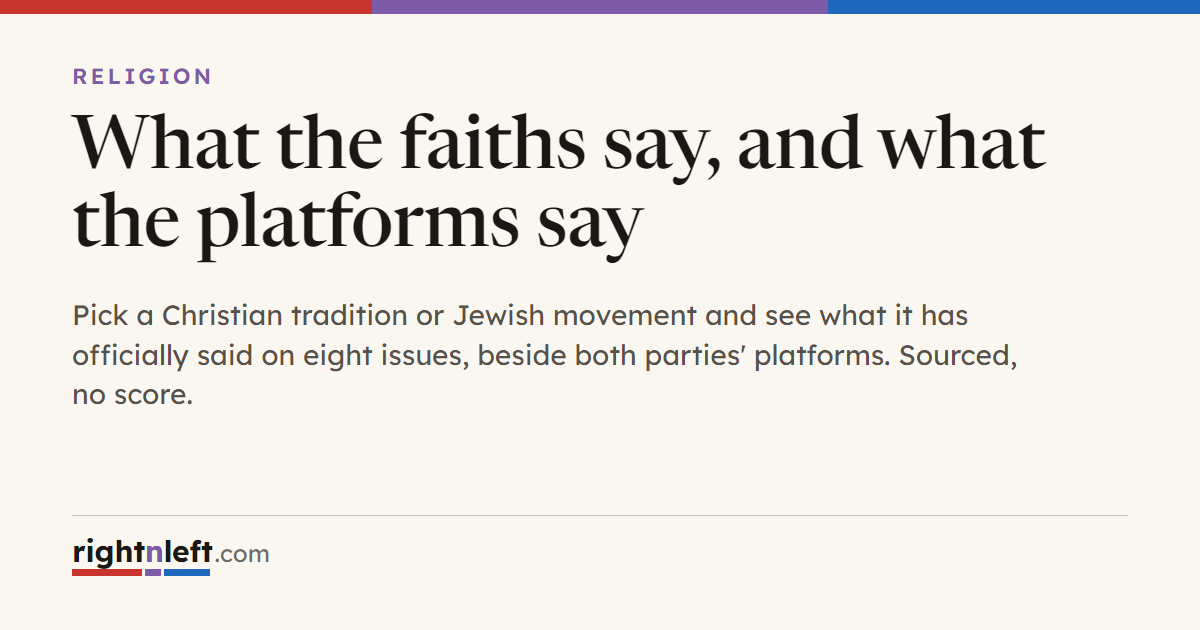 RELIGION
What the faiths say, and what
the platforms say
Pick a Christian tradition or Jewish movement and see what it has
officially said on eight issues, beside both parties' platforms. Sourced,
no score.
rightnleft.com